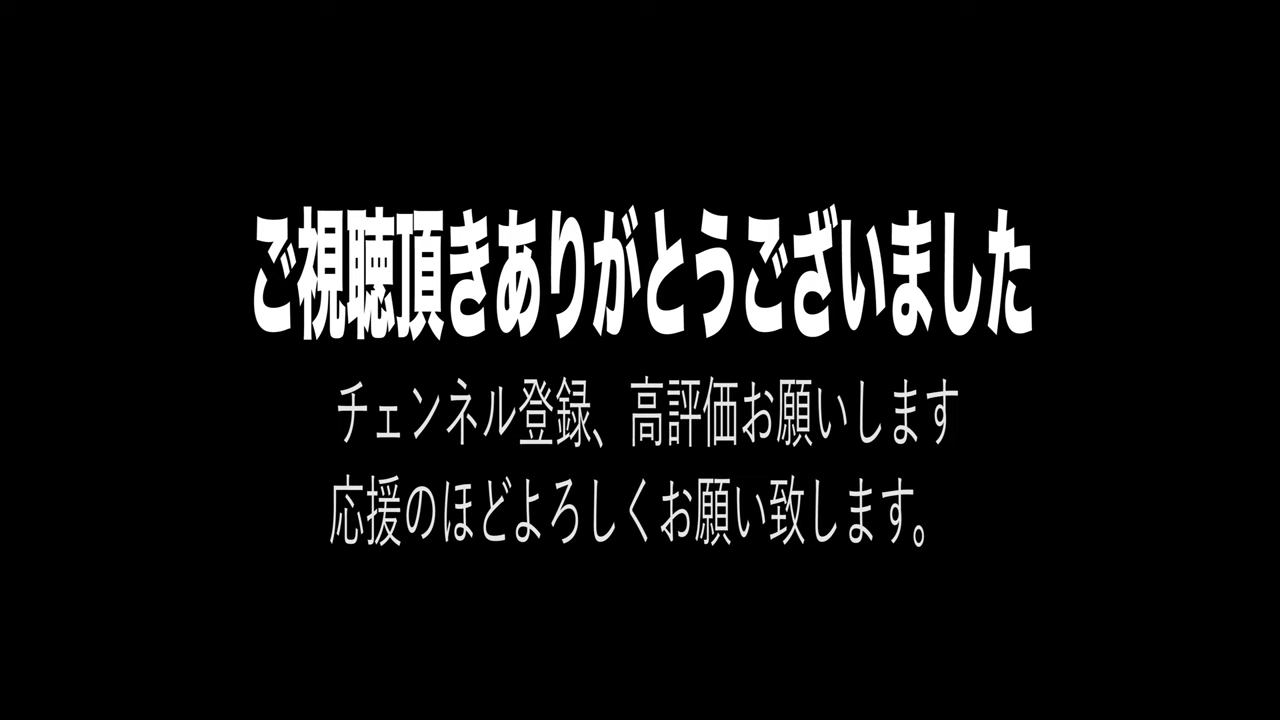 ご視聴頂きありがとうございました
チェンネル登録、高評価お願いします
応援のほどよろしくお願い致します。